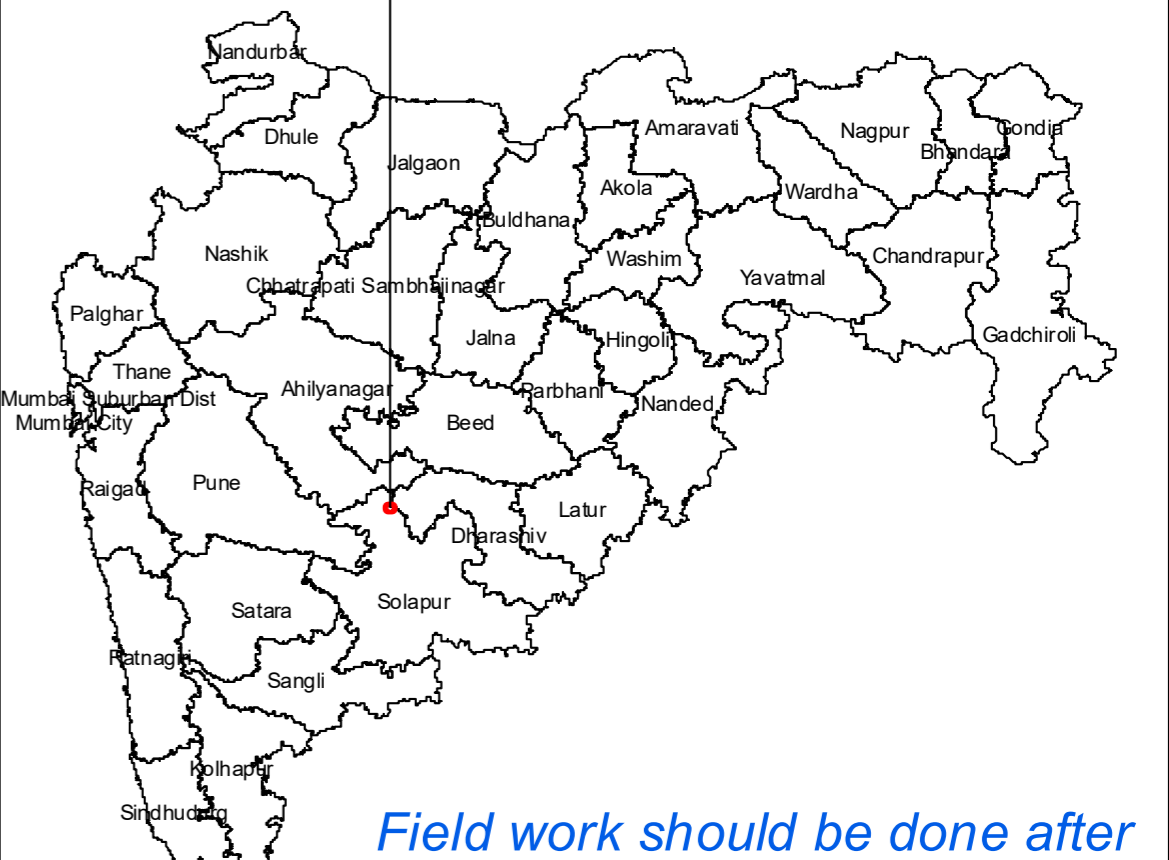 Nandurbar
Dhule
Jalgaon
Amaravati
Nagpur
Gondia
Bhandara
Akola
Wardha
Buldhana
Nashik
Washim
Chandrapur
Yavatmal
Chhatrapati Sambhajinagar
Palghar
Jalna
Hingoli
Gadchiroli
Thane
Ahilyanagar
Parbhani
Mumbai Suburban Dist
Nanded
Mumbai City
Beed
Raigad
Pune
Latur
Dharashiv
Solapur
Satara
Ratnagiri
Sangli
Kolhapur
Sindhudurg
Field work should be done after